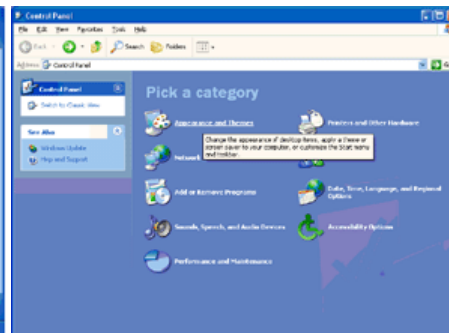 Control Panel
File Edit View Favorites Tools Help
Back Search Folders
Address Control Panel
Control Panel
Switch to Classic View
See Also
Windows Update
Help and Support
Pick a category
Appearance and Themes
Printers and Other Hardware
Change the appearance of desktop items, apply a theme or
screen saver to your computer, or customize the Start menu
and taskbar.
Network
Add or Remove Programs
Date, Time, Language, and Regional
Options
Sounds, Speech, and Audio Devices
Accessibility Options
Performance and Maintenance